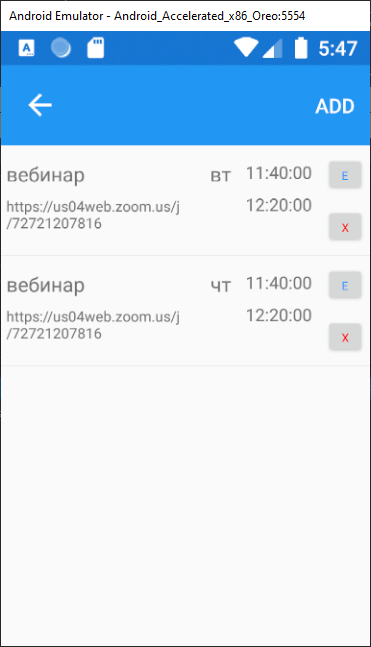 Android Emulator - Android_Accelerated_x86_Oreo:5554
A 5:47
ADD
вебинар вт 11:40:00 E
https://us04web.zoom.us/j 12:20:00
/72721207816 X
вебинар чт 11:40:00 E
https://us04web.zoom.us/j 12:20:00
/72721207816 X